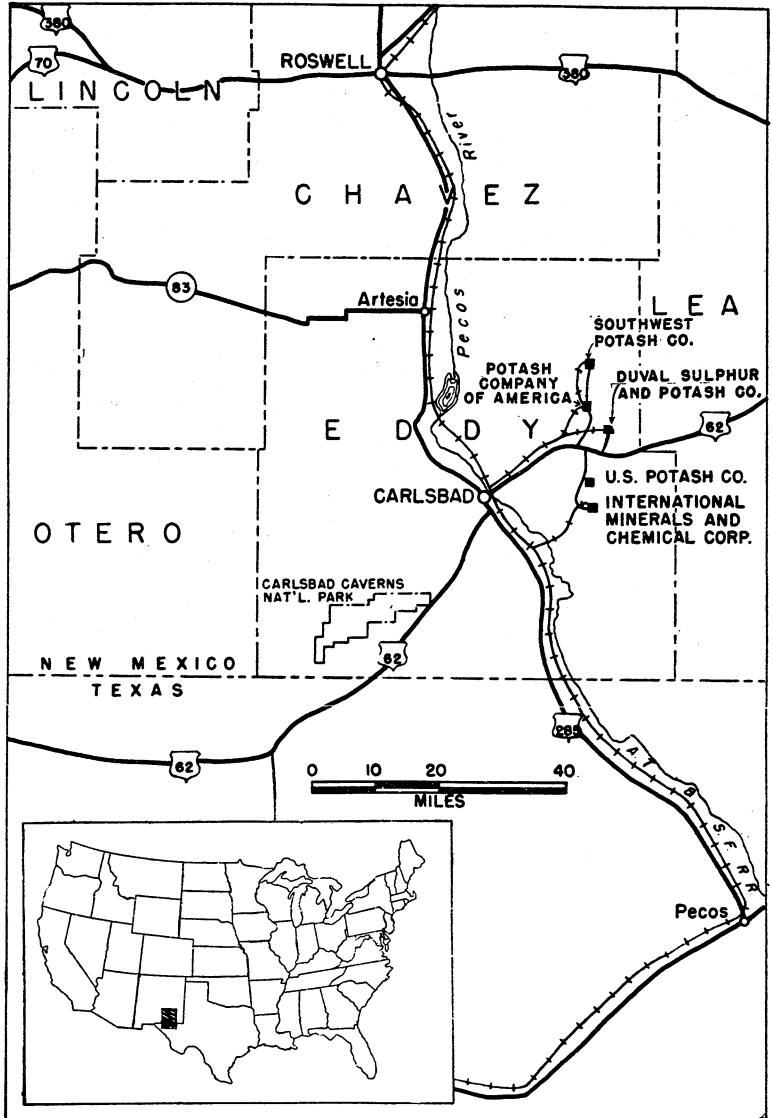 380
ROSWELL
70
380
LINCOLN
River
CHAVEZ
83
Artesia
Pecos
LEA
SOUTHWEST
POTASH CO.
POTASH
COMPANY
OF AMERICA
DUVAL SULPHUR
AND POTASH CO.
EDDY
62
CARLSBAD
U.S. POTASH CO.
INTERNATIONAL
MINERALS AND
CHEMICAL CORP.
OTERO
CARLSBAD CAVERNS
NAT'L. PARK
62
NEW MEXICO
TEXAS
285
62
0 10 20 40
MILES
A. T. & S. F. R R
Pecos